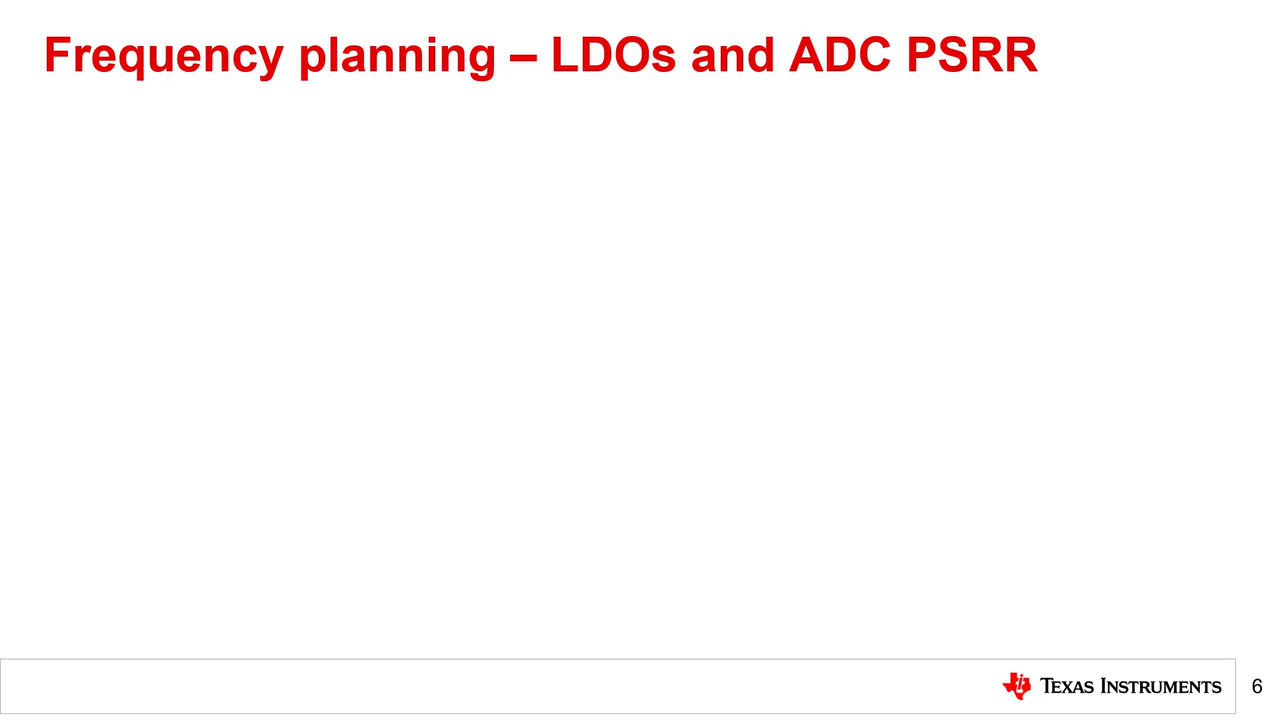 Frequency planning – LDOs and ADC PSRR
TEXAS INSTRUMENTS
6